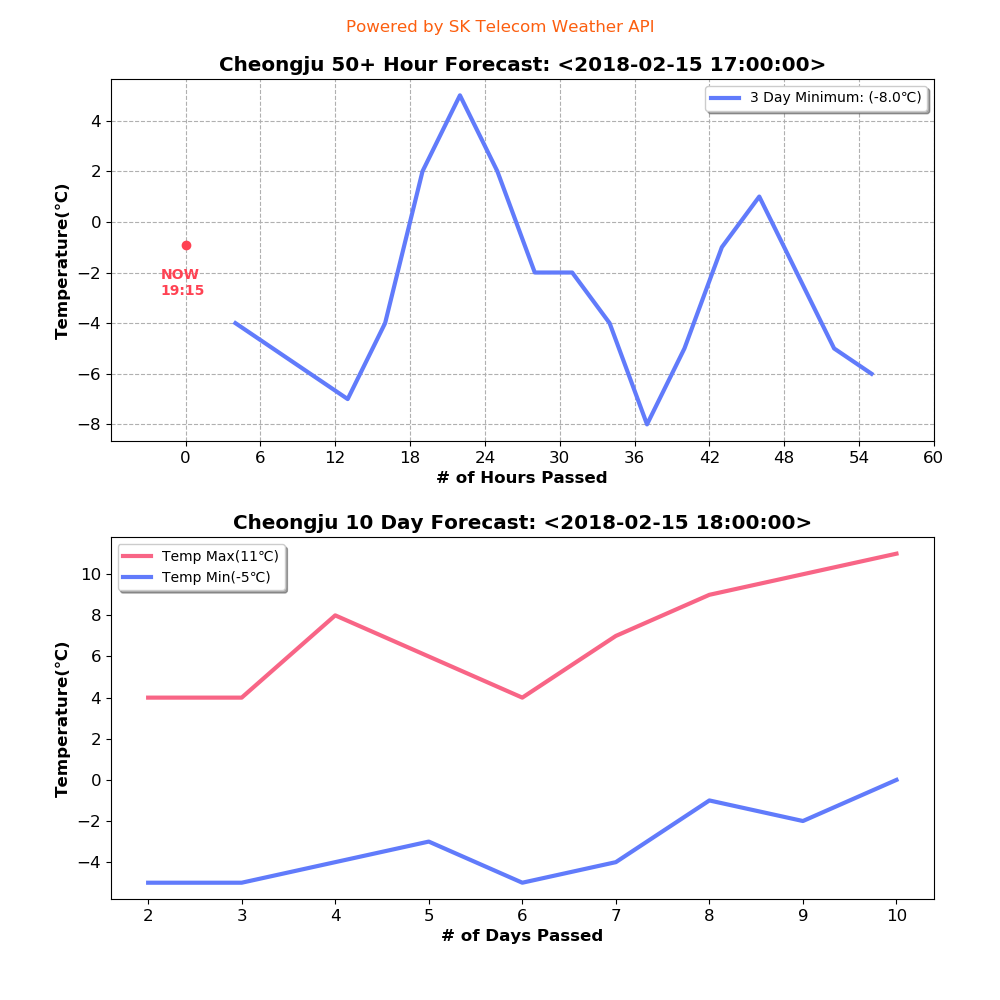 Powered by SK Telecom Weather API
Cheongju 50+ Hour Forecast: <2018-02-15 17:00:00>
3 Day Minimum: (-8.0℃)
Temperature(℃)
4
2
0
−2
−4
−6
−8
NOW
19:15
0 6 12 18 24 30 36 42 48 54 60
# of Hours Passed
Cheongju 10 Day Forecast: <2018-02-15 18:00:00>
Temp Max(11℃)
Temp Min(-5℃)
Temperature(℃)
10
8
6
4
2
0
−2
−4
2 3 4 5 6 7 8 9 10
# of Days Passed